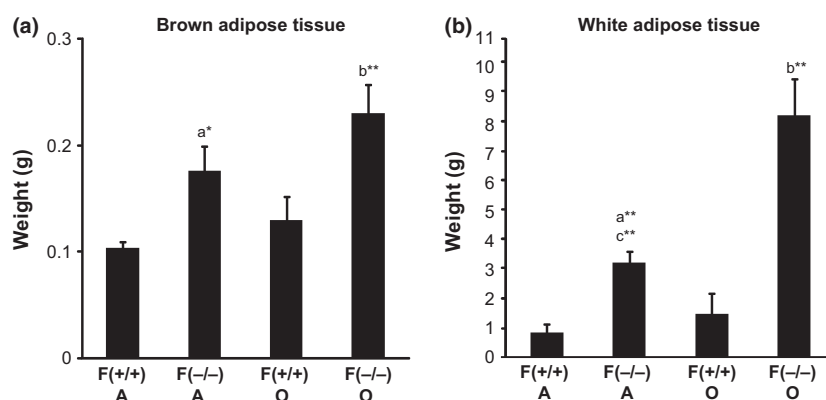 (a) Brown adipose tissue
0.3
0.2
0.1
0
Weight (g)
a*
b**
F(+/+) F(–/–) F(+/+) F(–/–)
A A O O
(b) White adipose tissue
11
10
9
8
7
6
5
4
3
2
1
0
Weight (g)
a**
c**
b**
F(+/+) F(–/–) F(+/+) F(–/–)
A A O O